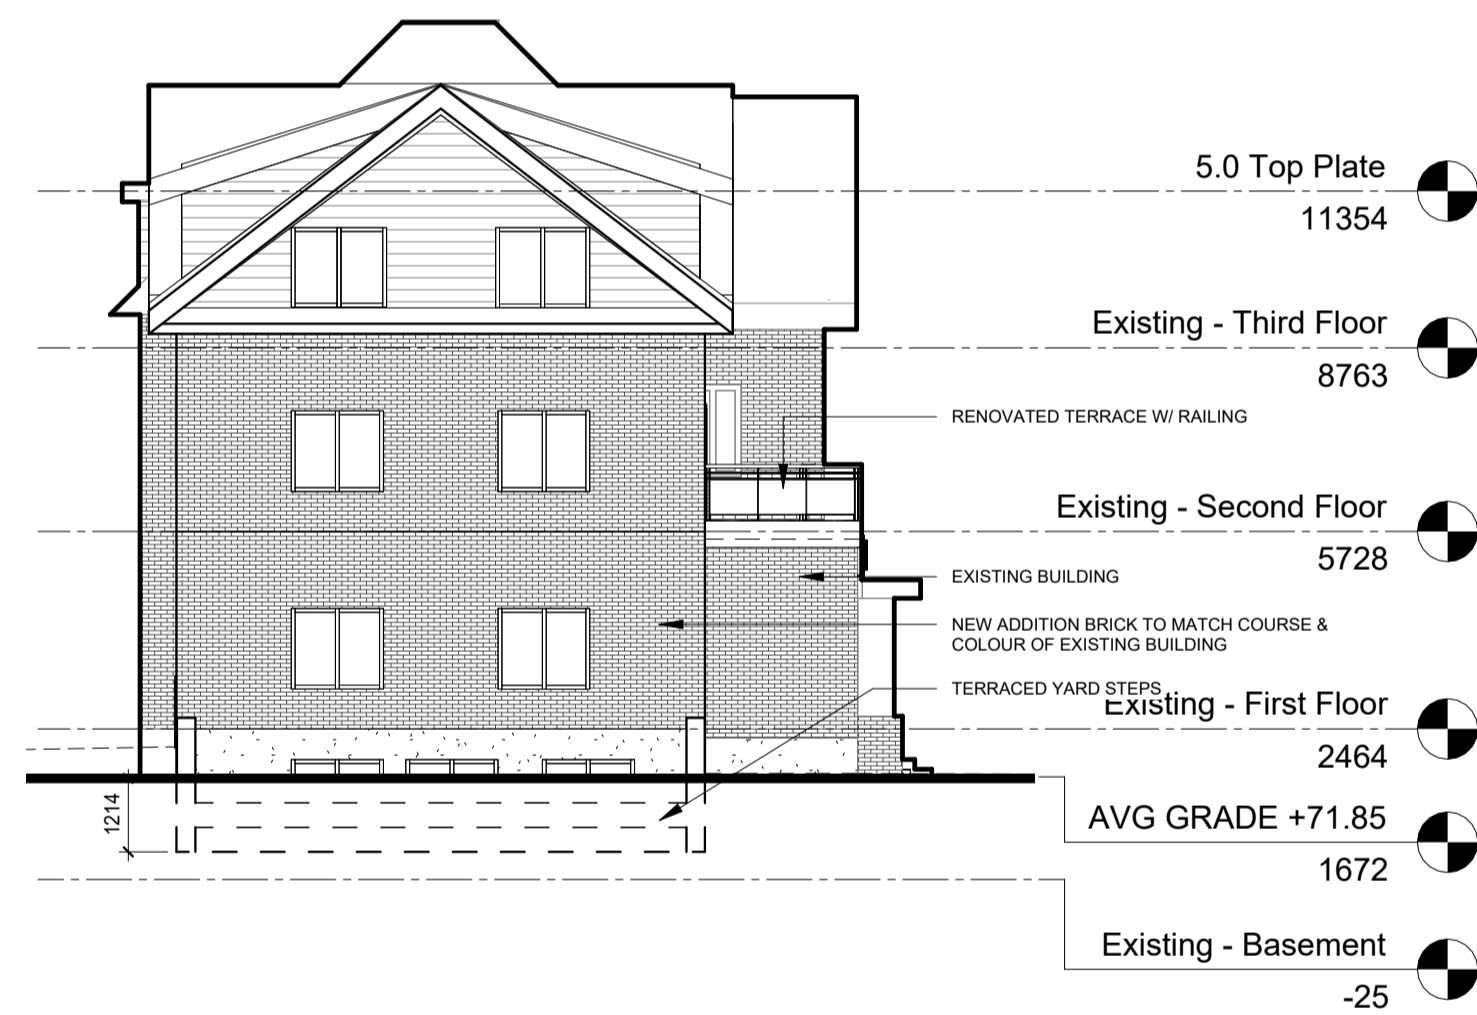 5.0 Top Plate
11354
Existing - Third Floor
8763
RENOVATED TERRACE W/ RAILING
Existing - Second Floor
5728
EXISTING BUILDING
NEW ADDITION BRICK TO MATCH COURSE &
COLOUR OF EXISTING BUILDING
TERRACED YARD STEPS
Existing - First Floor
2464
1214
AVG GRADE +71.85
1672
Existing - Basement
-25